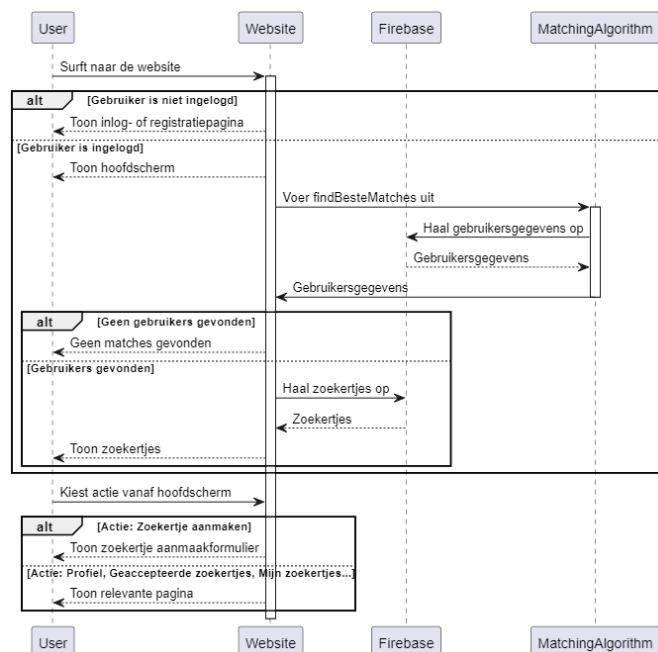 User Website Firebase MatchingAlgorithm
Surft naar de website
alt [Gebruiker is niet ingelogd]
Toon inlog- of registratiepagina
[Gebruiker is ingelogd]
Toon hoofdscherm
Voer findBesteMatches uit
Haal gebruikersgegevens op
Gebruikersgegevens
Gebruikersgegevens
alt [Geen gebruikers gevonden]
Geen matches gevonden
[Gebruikers gevonden]
Haal zoekertjes op
Zoekertjes
Toon zoekertjes
Kiest actie vanaf hoofdscherm
alt [Actie: Zoekertje aanmaken]
Toon zoekertje aanmaakformulier
[Actie: Profiel, Geaccepteerde zoekertjes, Mijn zoekertjes...]
Toon relevante pagina
User Website Firebase MatchingAlgorithm